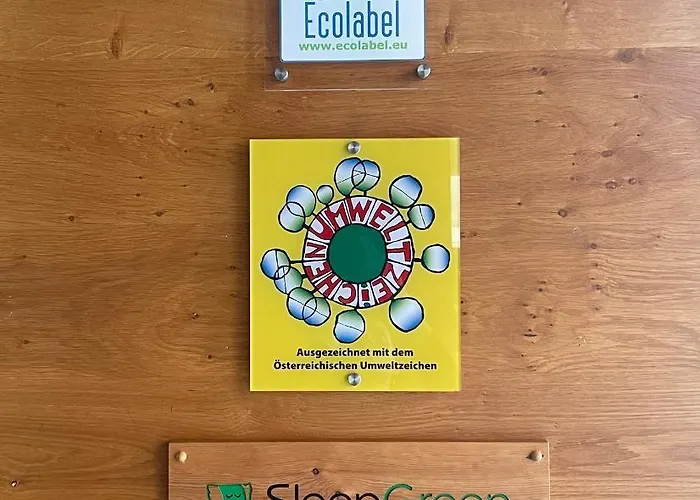 Ecolabel
www.ecolabel.eu
UMWELTZEICHEN
Ausgezeichnet mit dem
Österreichischen Umweltzeichen
SleepGreen